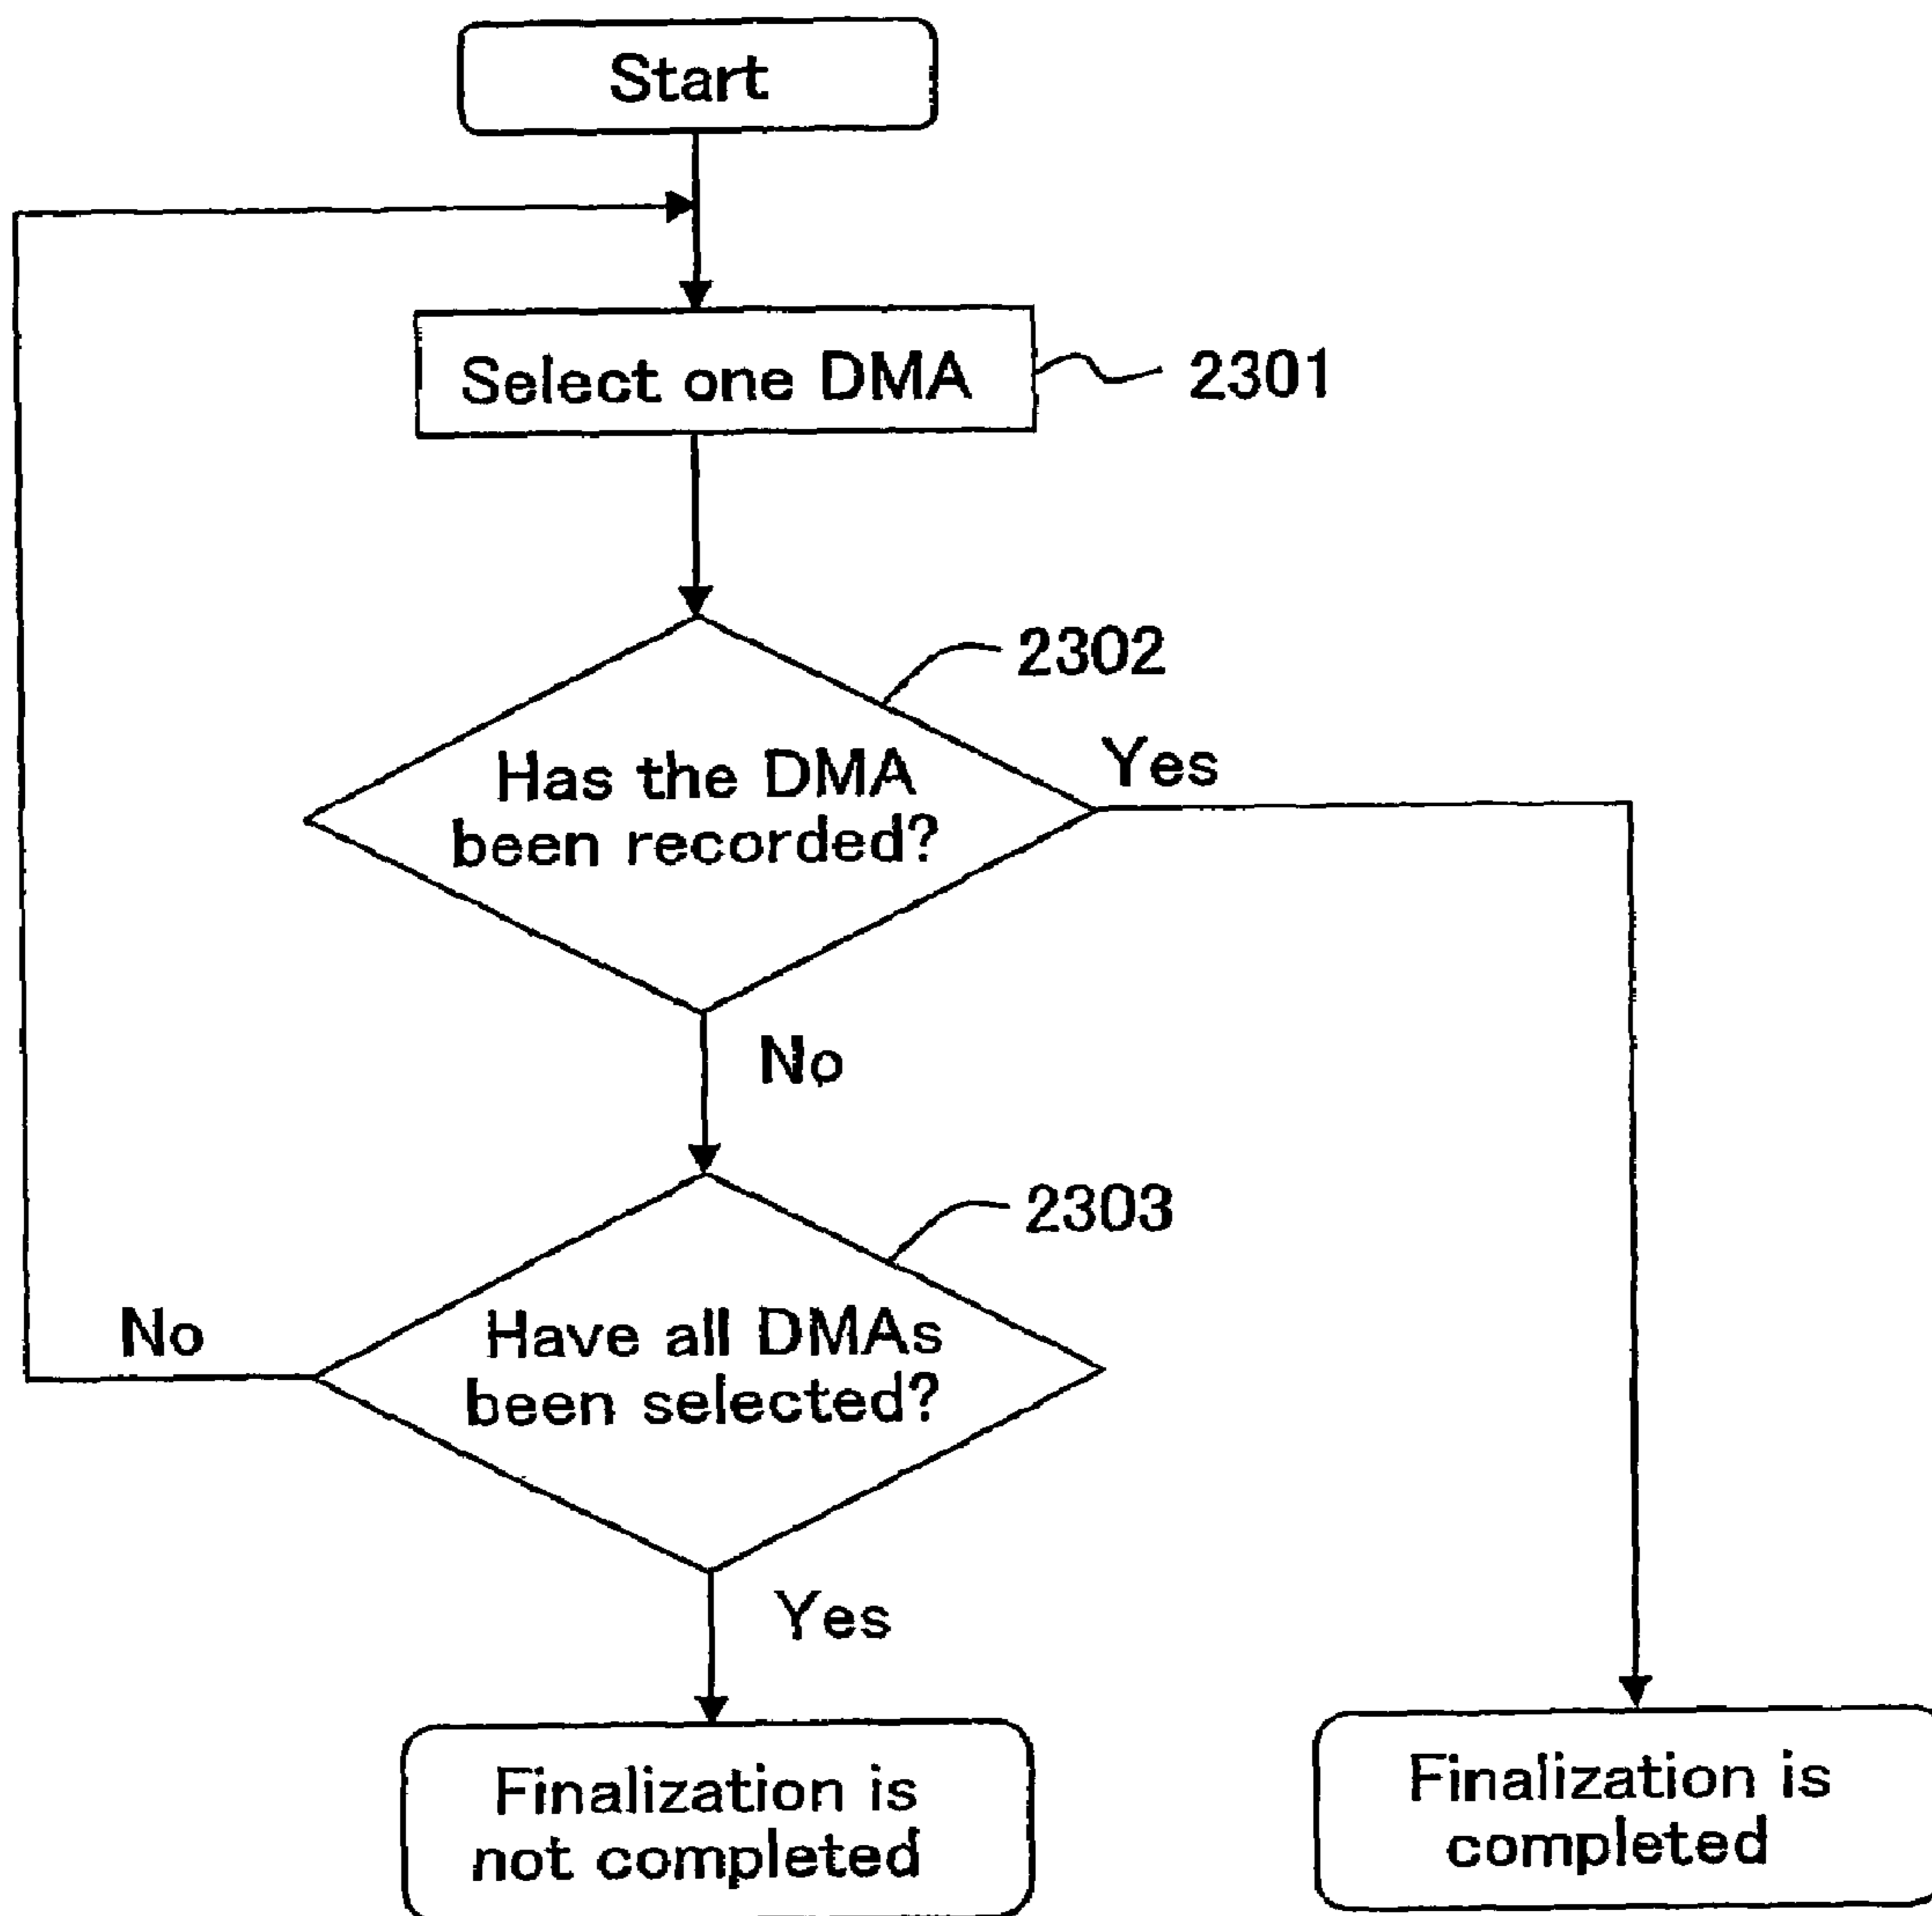 Start
Select one DMA
2301
2302
Has the DMA
been recorded?
Yes
No
2303
Have all DMAs
been selected?
No
Yes
Finalization is
not completed
Finalization is
completed